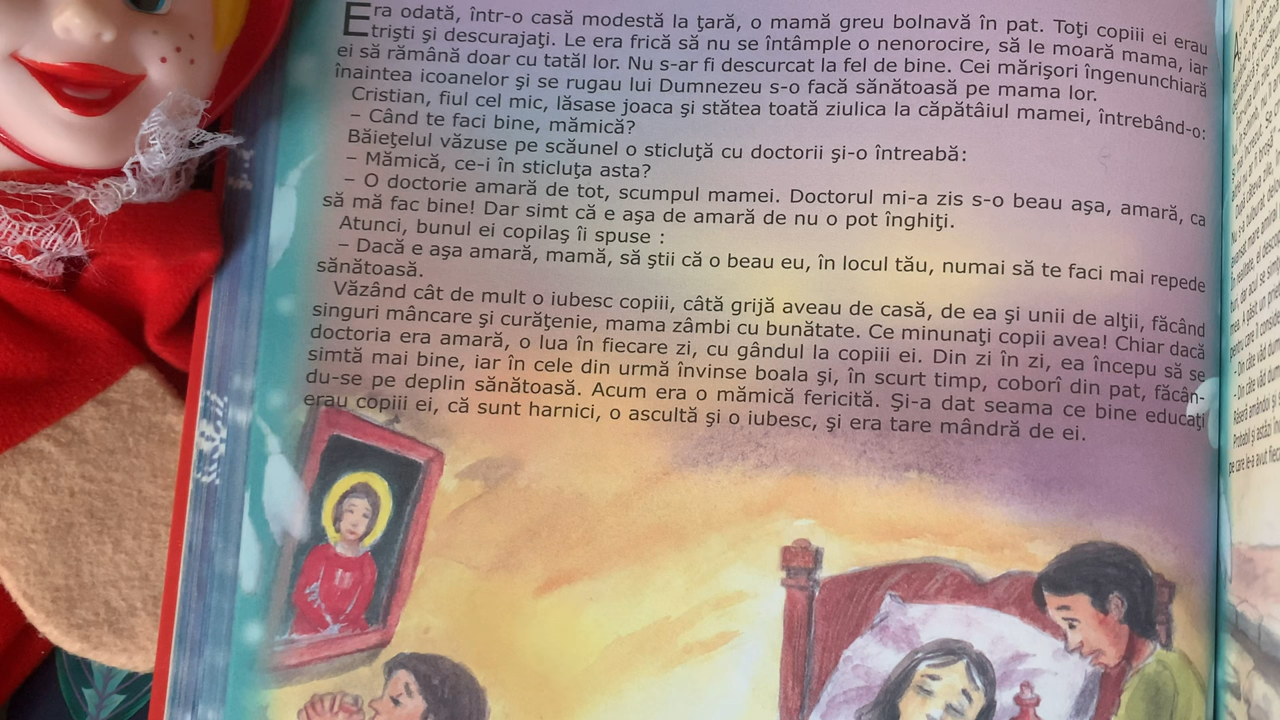 Era odată, într-o casă modestă la ţară, o mamă greu bolnavă în pat. Toţi copiii ei erau
trişti şi descurajaţi. Le era frică să nu se întâmple o nenorocire, să le moară mama, iar
ei să rămână doar cu tatăl lor. Nu s-ar fi descurcat la fel de bine. Cei mărişori îngenunchiară
înaintea icoanelor şi se rugau lui Dumnezeu s-o facă sănătoasă pe mama lor.
Cristian, fiul cel mic, lăsase joaca şi stătea toată ziulica la căpătâiul mamei, întrebând-o:
– Când te faci bine, mămică?
Băieţelul văzuse pe scăunel o sticluţă cu doctorii şi-o întreabă:
– Mămică, ce-i în sticluţa asta?
– O doctorie amară de tot, scumpul mamei. Doctorul mi-a zis s-o beau aşa, amară, ca
să mă fac bine! Dar simt că e aşa de amară de nu o pot înghiţi.
Atunci, bunul ei copilaş îi spuse :
– Dacă e aşa amară, mamă, să ştii că o beau eu, în locul tău, numai să te faci mai repede
sănătoasă.
Văzând cât de mult o iubesc copiii, câtă grijă aveau de casă, de ea şi unii de alţii, făcând
singuri mâncare şi curăţenie, mama zâmbi cu bunătate. Ce minunaţi copii avea! Chiar dacă
doctoria era amară, o lua în fiecare zi, cu gândul la copiii ei. Din zi în zi, ea începu să se
simtă mai bine, iar în cele din urmă învinse boala şi, în scurt timp, coborî din pat, făcân-
du-se pe deplin sănătoasă. Acum era o mămică fericită. Şi-a dat seama ce bine educaţi
erau copiii ei, că sunt harnici, o ascultă şi o iubesc, şi era tare mândră de ei.